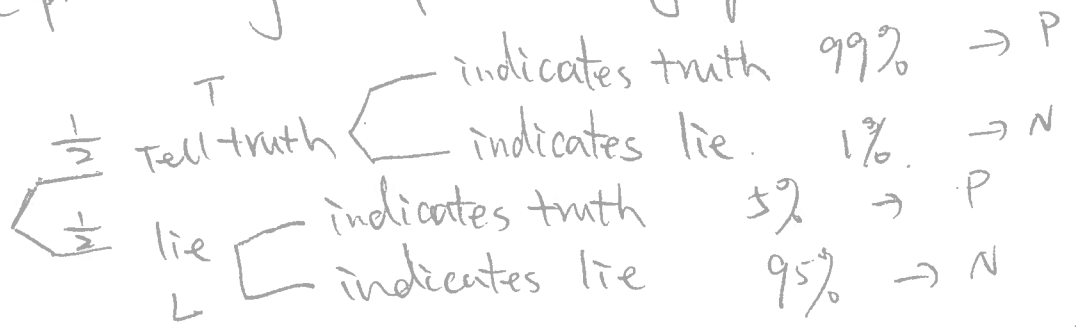 T
indicates truth 99% → P
1/2 Tell truth
indicates lie. 1%. → N
indicates truth 5% → P
1/2 lie
indicates lie 95% → N
L